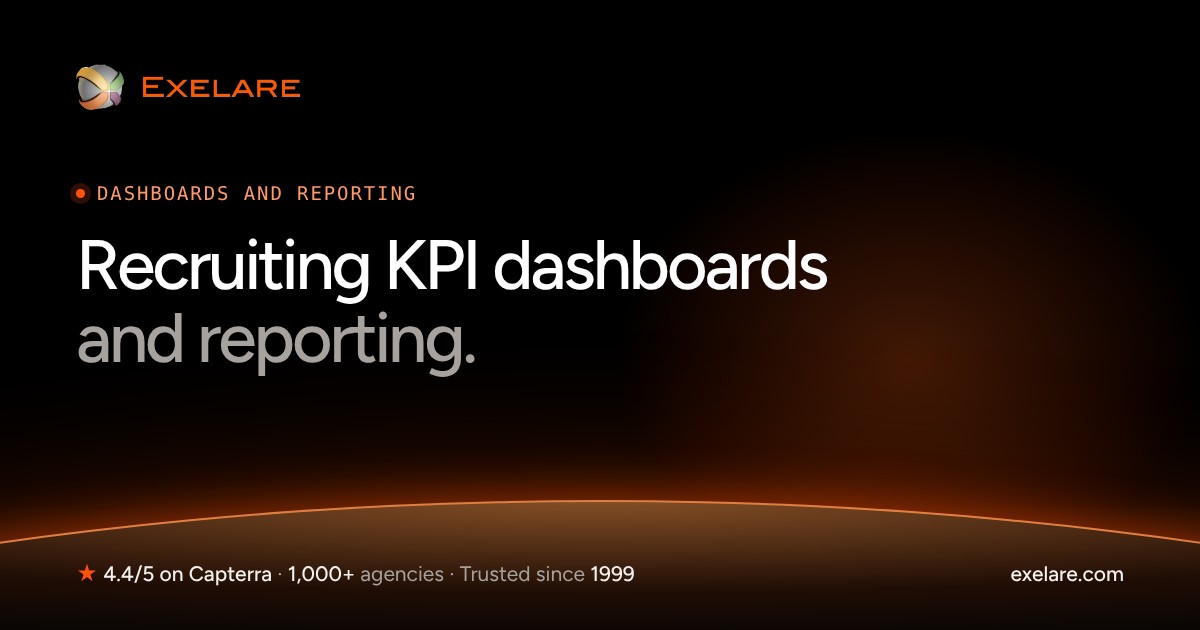 EXELARE
DASHBOARDS AND REPORTING
Recruiting KPI dashboards
and reporting.
★ 4.4/5 on Capterra · 1,000+ agencies · Trusted since 1999
exelare.com